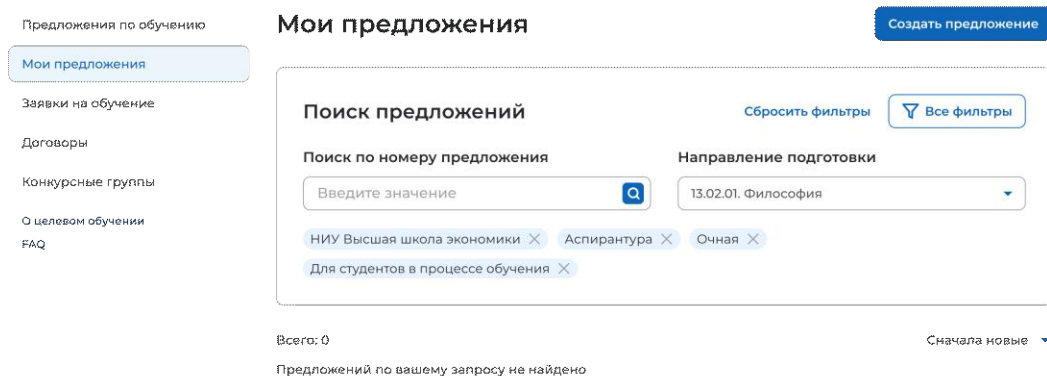 Предложения по обучению
Мои предложения
Заявки на обучение
Договоры
Конкурсные группы
О целевом обучении
FAQ
Мои предложения
Создать предложение
Поиск предложений
Сбросить фильтры
Все фильтры
Поиск по номеру предложения
Направление подготовки
Введите значение
13.02.01. Философия
НИУ Высшая школа экономики
Аспирантура
Очная
Для студентов в процессе обучения
Всего: 0
Сначала новые
Предложений по вашему запросу не найдено